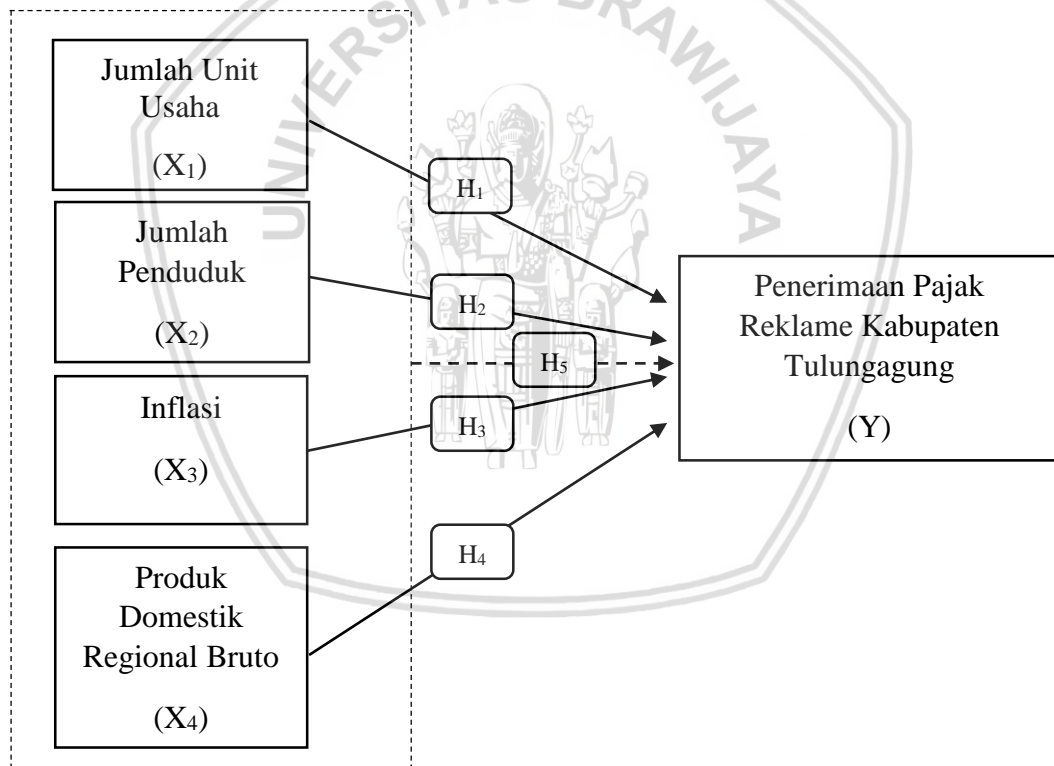 UNIVERSITAS BRAWIJAYA
Jumlah Unit
Usaha
(X₁)
H₁
Jumlah
Penduduk
(X₂)
H₂
Penerimaan Pajak
Reklame Kabupaten
Tulungagung
(Y)
H₅
Inflasi
(X₃)
H₃
H₄
Produk
Domestik
Regional Bruto
(X₄)